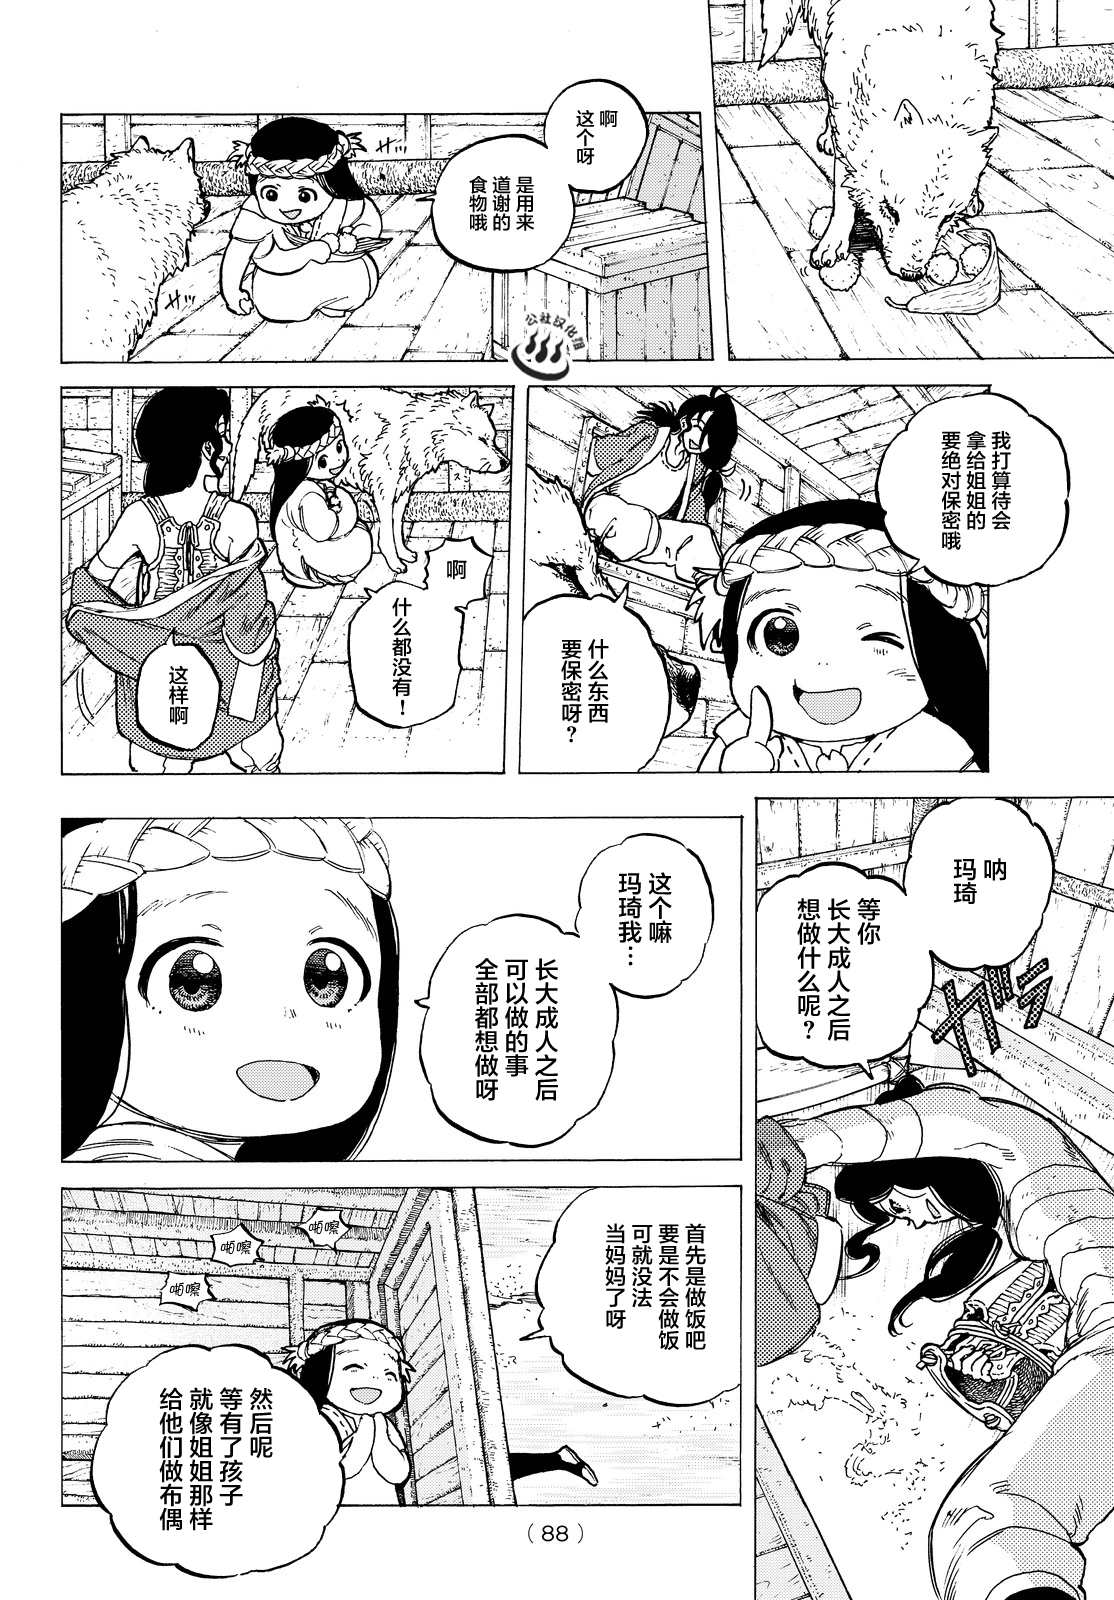 啊
这个呀
是用来
道谢的
食物哦
公社汉化组
我打算待会
拿给姐姐的
要绝对保密哦
什么东西
要保密呀？
啊
什么都没有！
这样啊
呐
玛琦
等你
长大成人之后
想做什么呢？
这个嘛
玛琦我…
长大成人之后
可以做的事
全部都想做呀
首先是做饭吧
要是不会做饭
可就没法
当妈妈了呀
啪嚓
啪嚓
啪嚓
然后呢
等有了孩子
就像姐姐那样
给他们做布偶
（88）